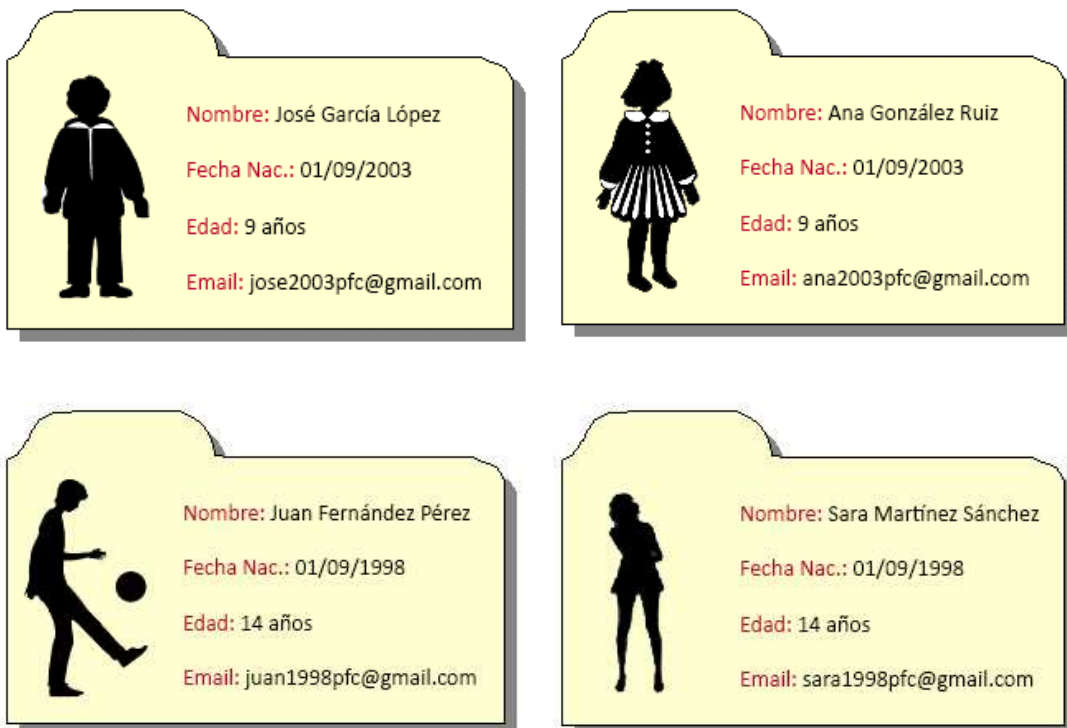 Nombre: José García López
Fecha Nac.: 01/09/2003
Edad: 9 años
Email: jose2003pfc@gmail.com
Nombre: Ana González Ruiz
Fecha Nac.: 01/09/2003
Edad: 9 años
Email: ana2003pfc@gmail.com
Nombre: Juan Fernández Pérez
Fecha Nac.: 01/09/1998
Edad: 14 años
Email: juan1998pfc@gmail.com
Nombre: Sara Martínez Sánchez
Fecha Nac.: 01/09/1998
Edad: 14 años
Email: sara1998pfc@gmail.com